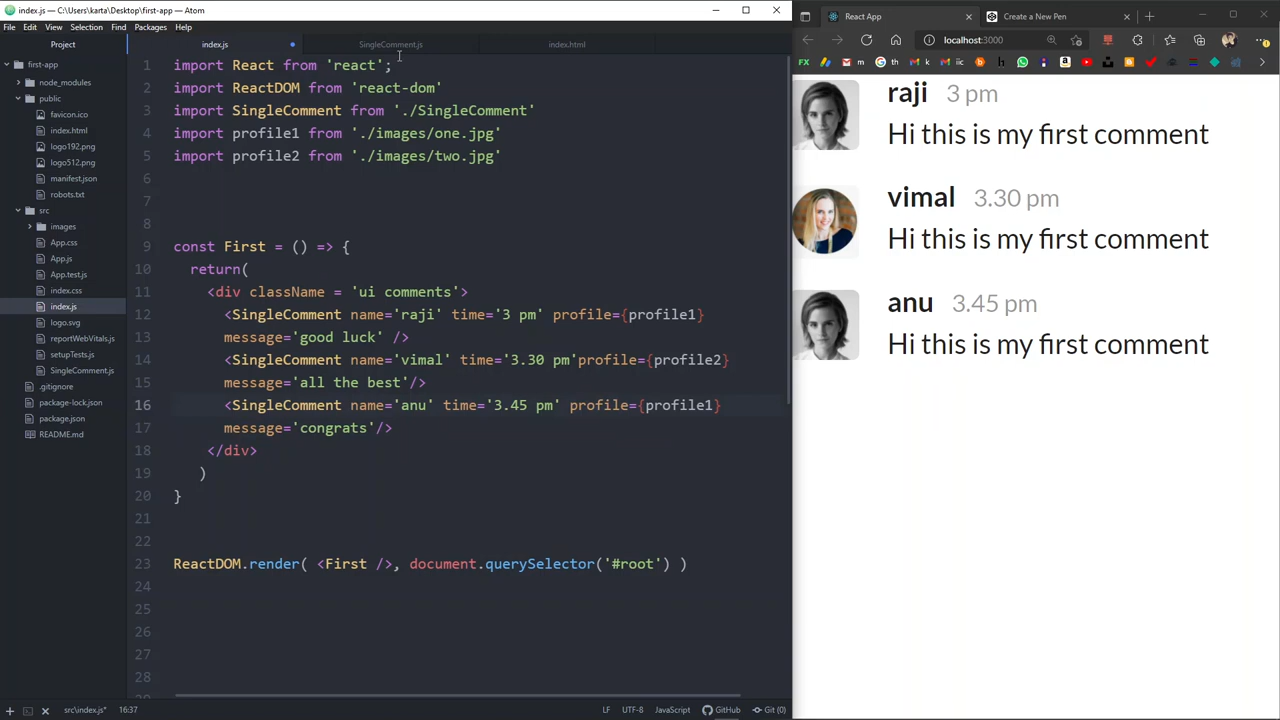 index.js — C:\Users\karta\Desktop\first-app — Atom
File Edit View Selection Find Packages Help
Project
first-app
node_modules
public
favicon.ico
index.html
logo192.png
logo512.png
manifest.json
robots.txt
src
images
App.css
App.js
App.test.js
index.css
index.js
logo.svg
reportWebVitals.js
setupTests.js
SingleComment.js
.gitignore
package-lock.json
package.json
README.md
index.js SingleComment.js index.html
1 import React from 'react';
2 import ReactDOM from 'react-dom'
3 import SingleComment from './SingleComment'
4 import profile1 from './images/one.jpg'
5 import profile2 from './images/two.jpg'
6
7
8
9 const First = () => {
10 return(
11 <div className = 'ui comments'>
12 <SingleComment name='raji' time='3 pm' profile={profile1}
13 message='good luck' />
14 <SingleComment name='vimal' time='3.30 pm'profile={profile2}
15 message='all the best'/>
16 <SingleComment name='anu' time='3.45 pm' profile={profile1}
17 message='congrats'/>
18 </div>
19 )
20 }
21
22
23 ReactDOM.render( <First />, document.querySelector('#root') )
24
25
26
27
28
src\index.js* 16:37 LF UTF-8 JavaScript GitHub Git (0)
React App Create a New Pen
localhost:3000
FX m G th k iic b h k
raji 3 pm
Hi this is my first comment
vimal 3.30 pm
Hi this is my first comment
anu 3.45 pm
Hi this is my first comment